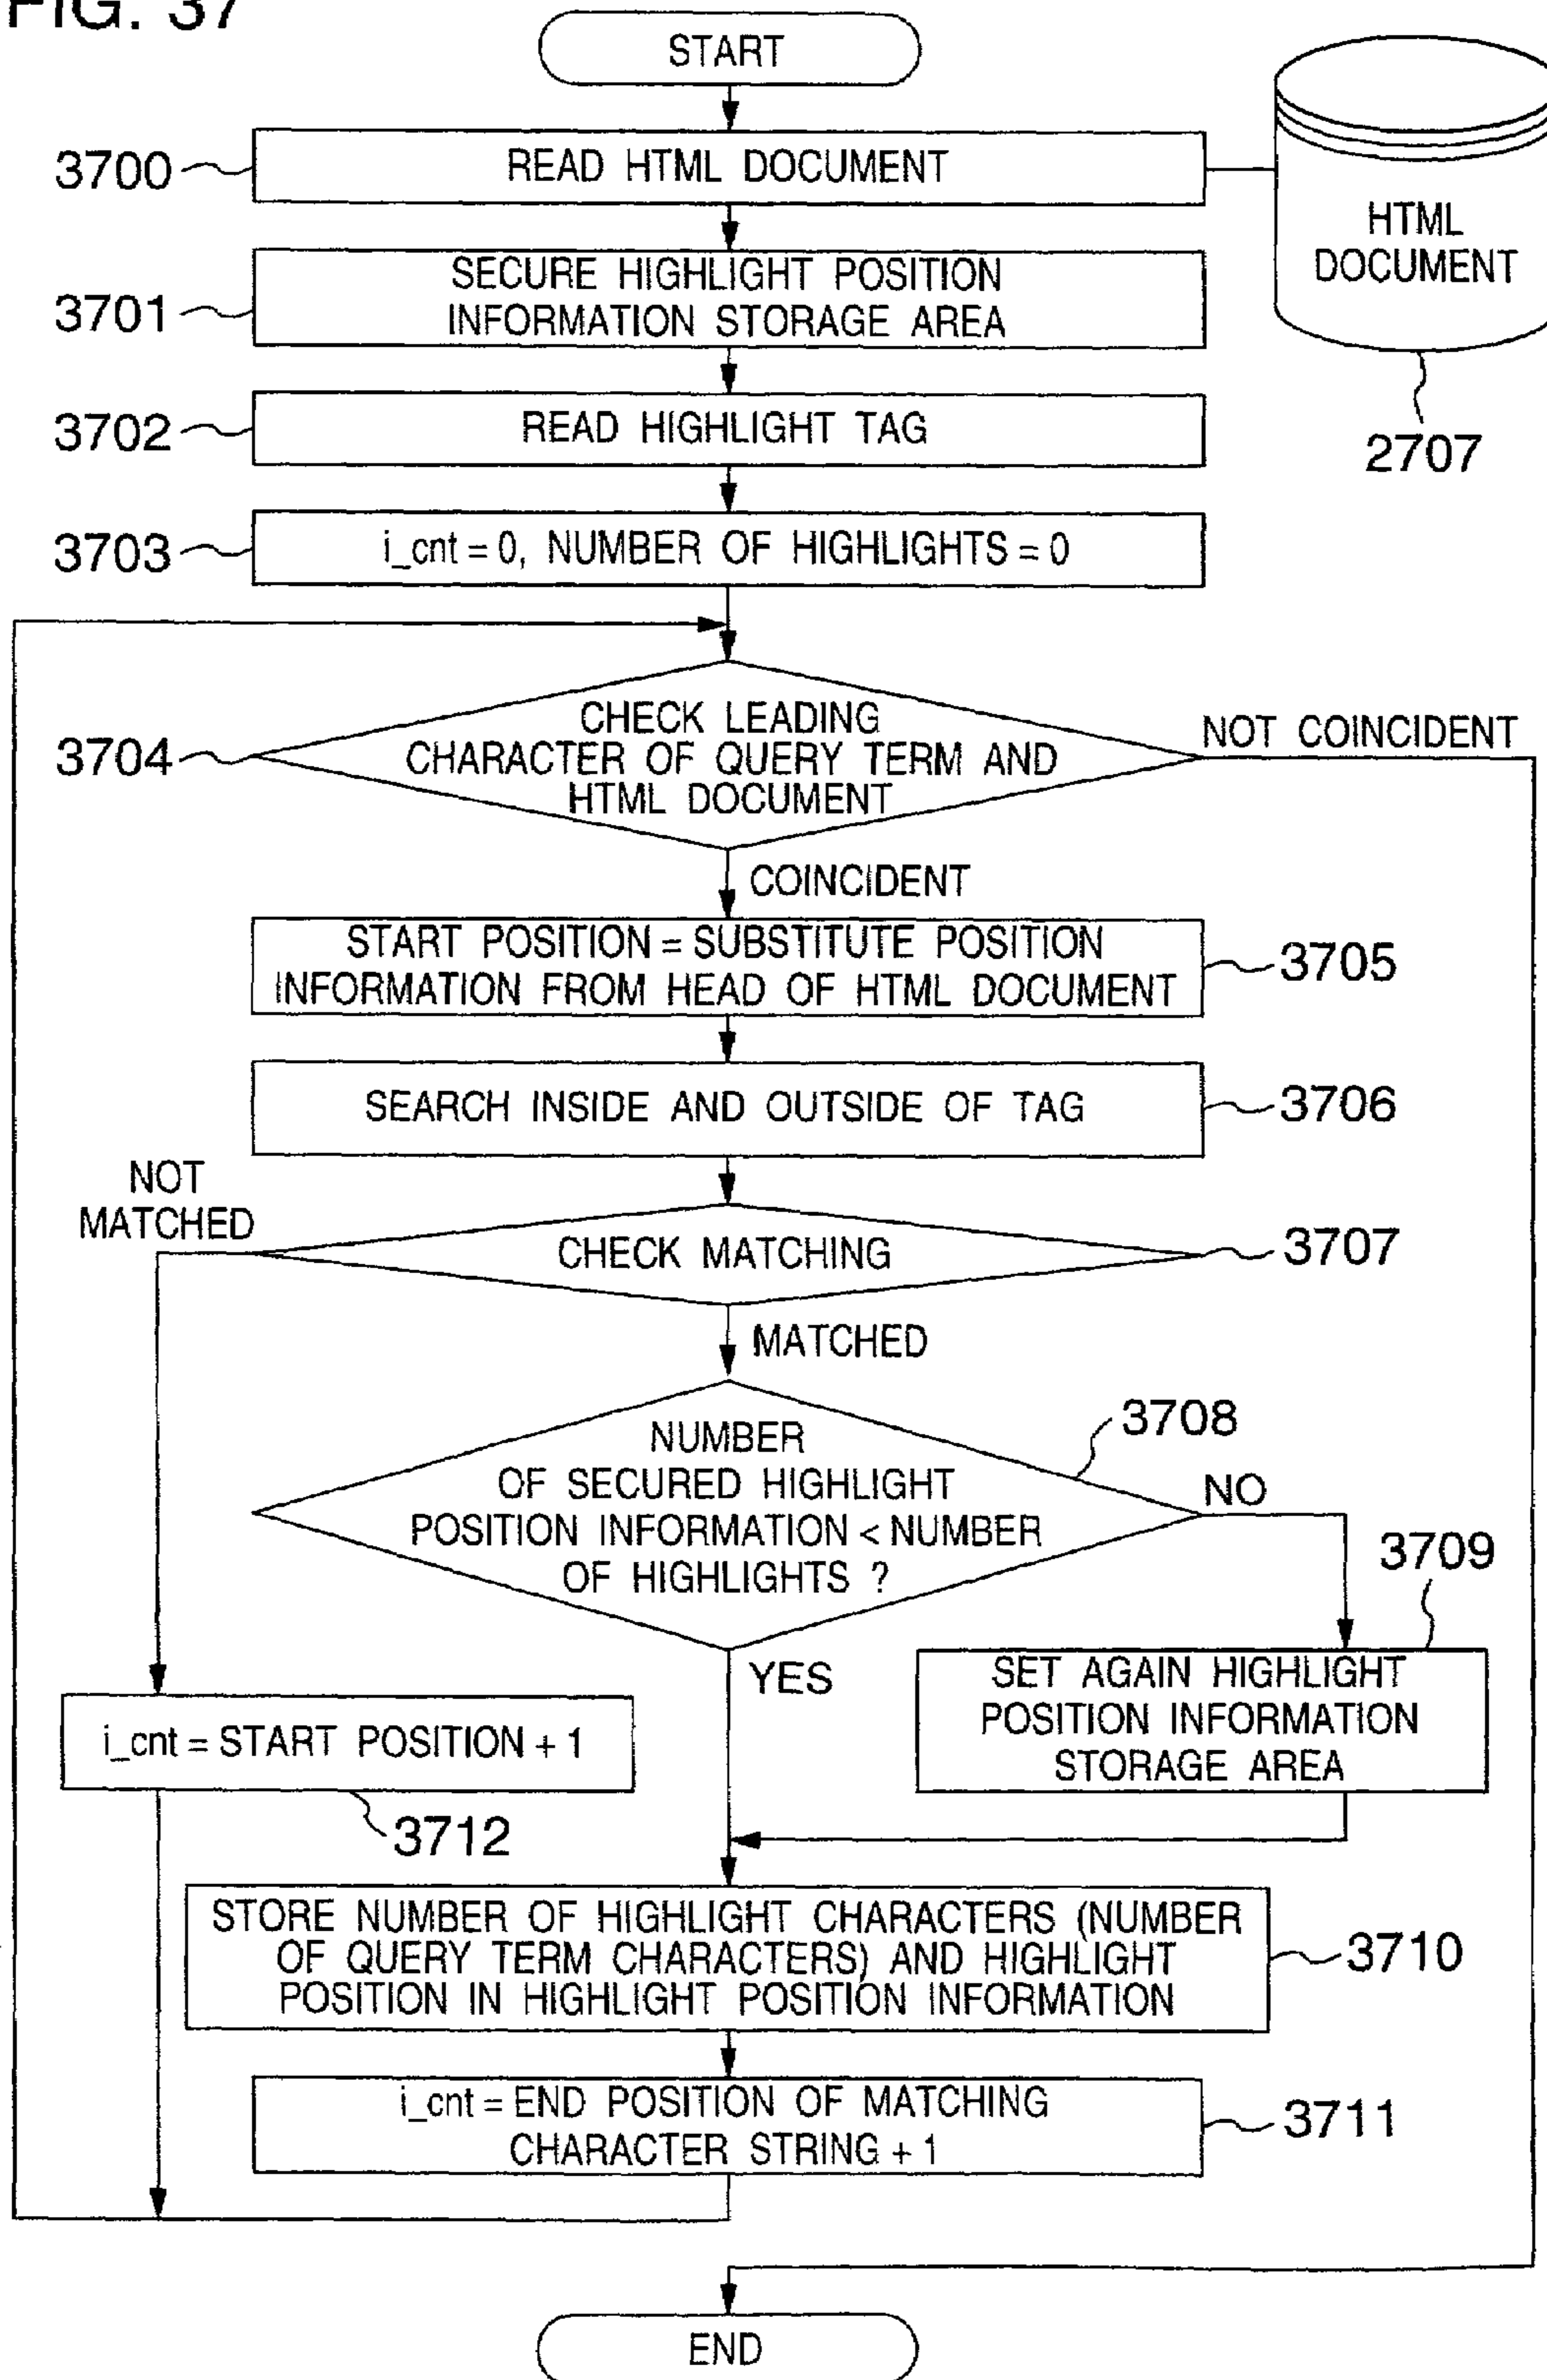 FIG. 37
START
3700
READ HTML DOCUMENT
HTML
DOCUMENT
2707
3701
SECURE HIGHLIGHT POSITION
INFORMATION STORAGE AREA
3702
READ HIGHLIGHT TAG
3703
i_cnt = 0, NUMBER OF HIGHLIGHTS = 0
3704
CHECK LEADING
CHARACTER OF QUERY TERM AND
HTML DOCUMENT
NOT COINCIDENT
COINCIDENT
START POSITION = SUBSTITUTE POSITION
INFORMATION FROM HEAD OF HTML DOCUMENT
3705
SEARCH INSIDE AND OUTSIDE OF TAG
3706
NOT
MATCHED
CHECK MATCHING
3707
MATCHED
NUMBER
OF SECURED HIGHLIGHT
POSITION INFORMATION < NUMBER
OF HIGHLIGHTS ?
3708
NO
YES
3709
SET AGAIN HIGHLIGHT
POSITION INFORMATION
STORAGE AREA
i_cnt = START POSITION + 1
3712
STORE NUMBER OF HIGHLIGHT CHARACTERS (NUMBER
OF QUERY TERM CHARACTERS) AND HIGHLIGHT
POSITION IN HIGHLIGHT POSITION INFORMATION
3710
i_cnt = END POSITION OF MATCHING
CHARACTER STRING + 1
3711
END